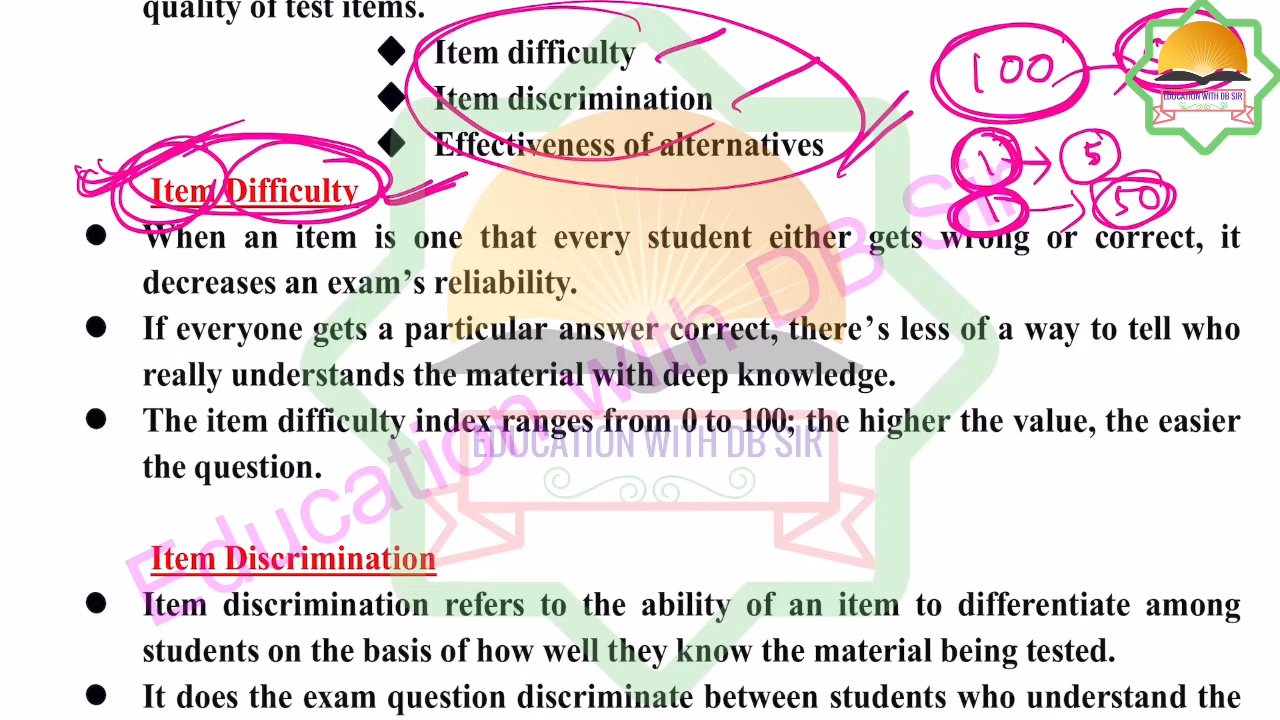 quality of test items.
◆ Item difficulty
◆ Item discrimination
◆ Effectiveness of alternatives
100
1 → 5
1 → 50
EDUCATION WITH DB SIR
Item Difficulty
● When an item is one that every student either gets wrong or correct, it
decreases an exam's reliability.
● If everyone gets a particular answer correct, there's less of a way to tell who
really understands the material with deep knowledge.
● The item difficulty index ranges from 0 to 100; the higher the value, the easier
the question.
EDUCATION WITH DB SIR
Education with DB Sir
Item Discrimination
● Item discrimination refers to the ability of an item to differentiate among
students on the basis of how well they know the material being tested.
● It does the exam question discriminate between students who understand the